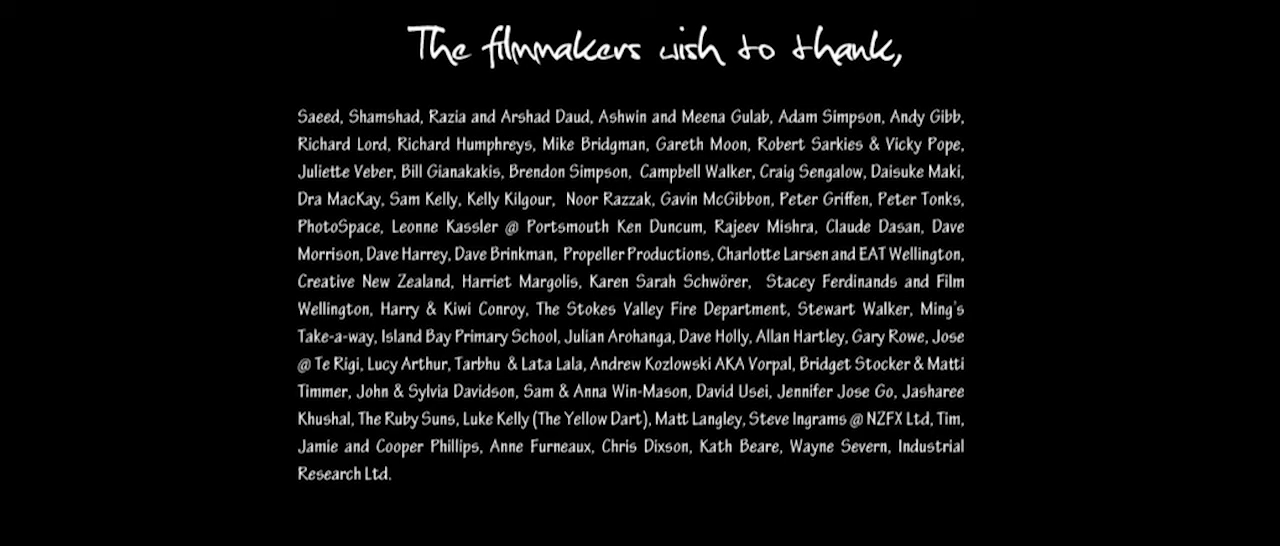 The filmmakers wish to thank,
Saeed, Shamshad, Razia and Arshad Daud, Ashwin and Meena Gulab, Adam Simpson, Andy Gibb,
Richard Lord, Richard Humphreys, Mike Bridgman, Gareth Moon, Robert Sarkies & Vicky Pope,
Juliette Veber, Bill Gianakakis, Brendon Simpson, Campbell Walker, Craig Sengalow, Daisuke Maki,
Dra MacKay, Sam Kelly, Kelly Kilgour, Noor Razzak, Gavin McGibbon, Peter Griffen, Peter Tonks,
PhotoSpace, Leonne Kassler @ Portsmouth Ken Duncum, Rajeev Mishra, Claude Dasan, Dave
Morrison, Dave Harrey, Dave Brinkman, Propeller Productions, Charlotte Larsen and EAT Wellington,
Creative New Zealand, Harriet Margolis, Karen Sarah Schwörer, Stacey Ferdinands and Film
Wellington, Harry & Kiwi Conroy, The Stokes Valley Fire Department, Stewart Walker, Ming's
Take-a-way, Island Bay Primary School, Julian Arohanga, Dave Holly, Allan Hartley, Gary Rowe, Jose
@ Te Rigi, Lucy Arthur, Tarbhu & Lata Lala, Andrew Kozlowski AKA Vorpal, Bridget Stocker & Matti
Timmer, John & Sylvia Davidson, Sam & Anna Win-Mason, David Usei, Jennifer Jose Go, Jasharee
Khushal, The Ruby Suns, Luke Kelly (The Yellow Dart), Matt Langley, Steve Ingrams @ NZFX Ltd, Tim,
Jamie and Cooper Phillips, Anne Furneaux, Chris Dixson, Kath Beare, Wayne Severn, Industrial
Research Ltd.